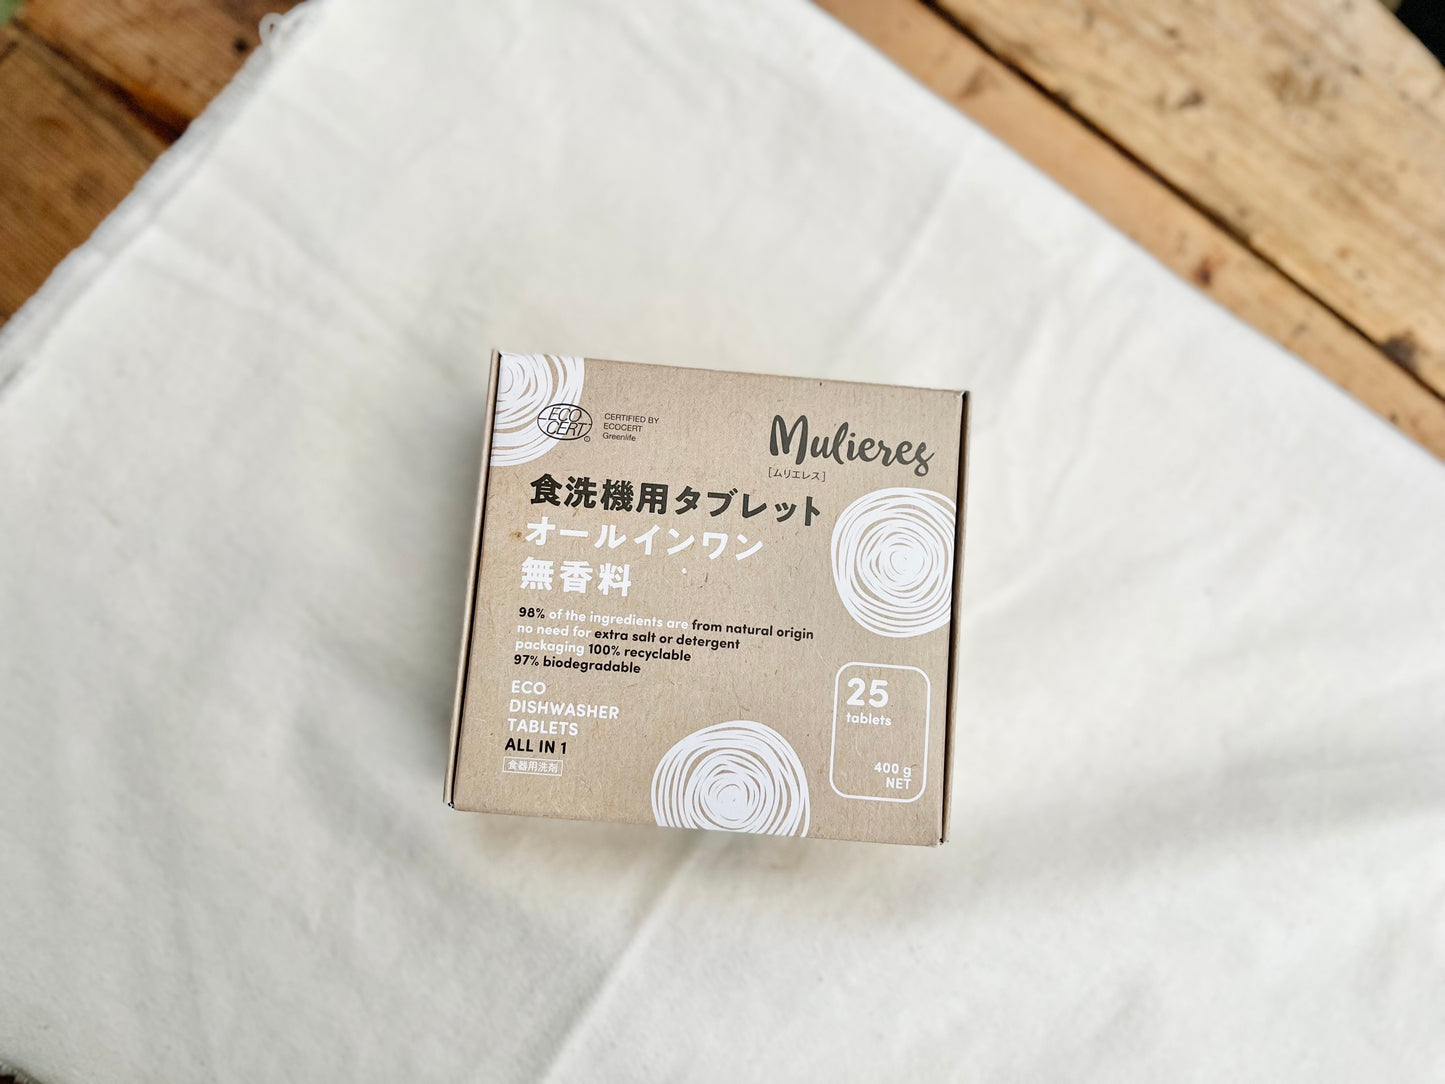 ECO
CERT®
CERTIFIED BY
ECOCERT
Greenlife
Mulieres
[ムリエレス]
食洗機用タブレット
オールインワン
無香料
98% of the ingredients are from natural origin
no need for extra salt or detergent
packaging 100% recyclable
97% biodegradable
ECO
DISHWASHER
TABLETS
ALL IN 1
食器用洗剤
25
tablets
400 g
NET